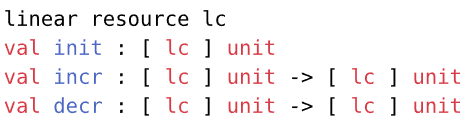 linear resource lc
val init : [ lc ] unit
val incr : [ lc ] unit -> [ lc ] unit
val decr : [ lc ] unit -> [ lc ] unit